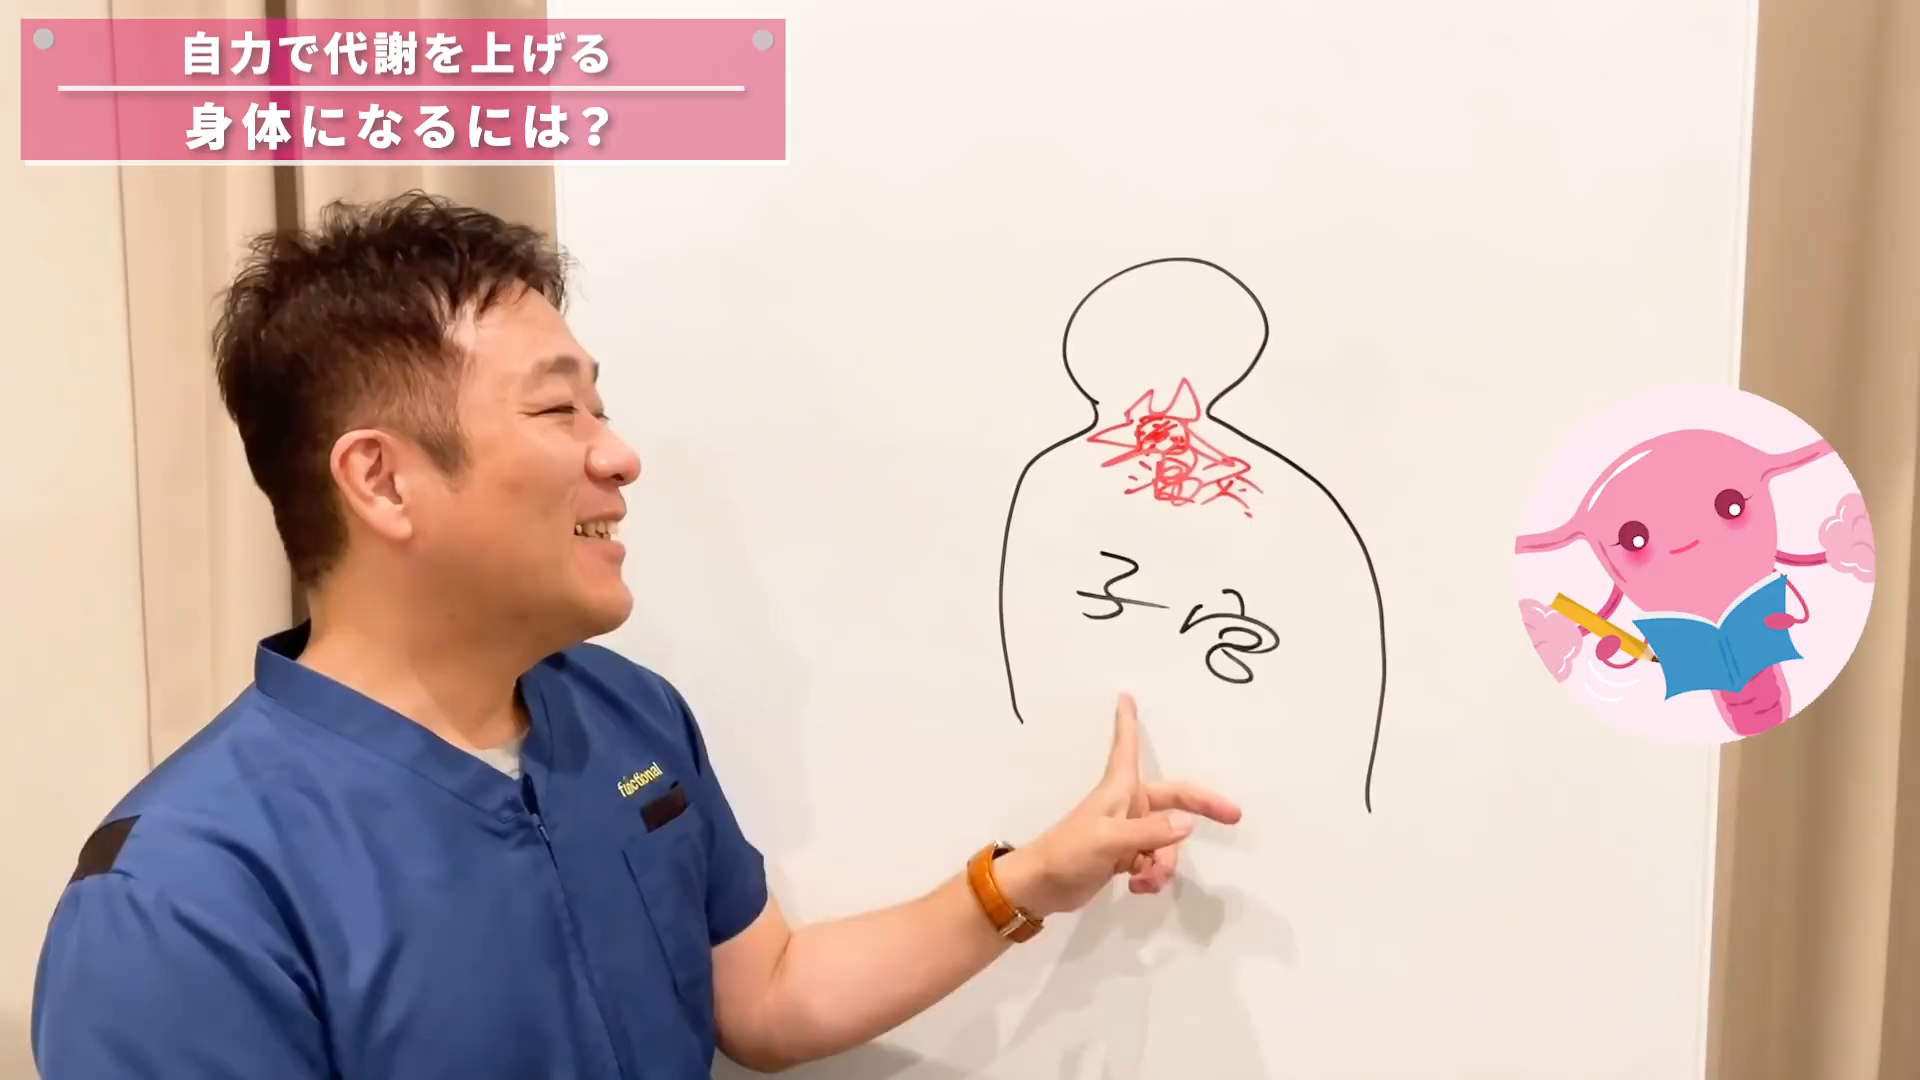 自力で代謝を上げる
身体になるには？
温
子宮
functional